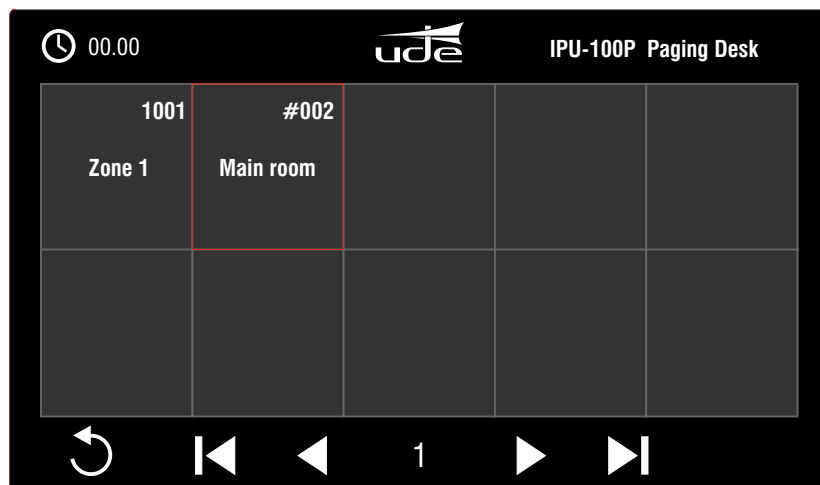 00.00
ude
IPU-100P Paging Desk
1001
#002
Zone 1
Main room
1